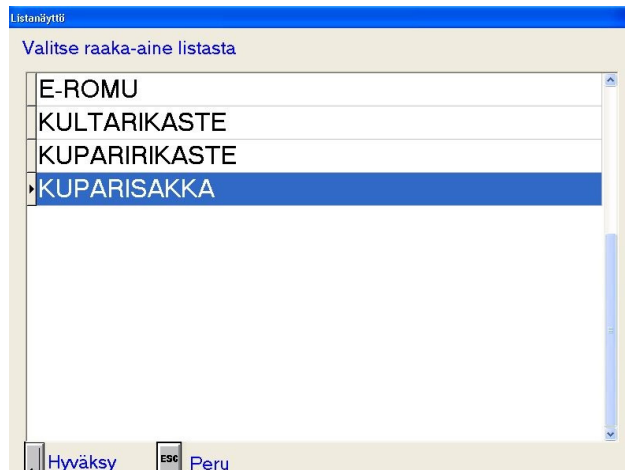 Listanäyttö
Valitse raaka-aine listasta
E-ROMU
KULTARIKASTE
KUPARIRIKASTE
KUPARISAKKA
Hyväksy
ESC Peru